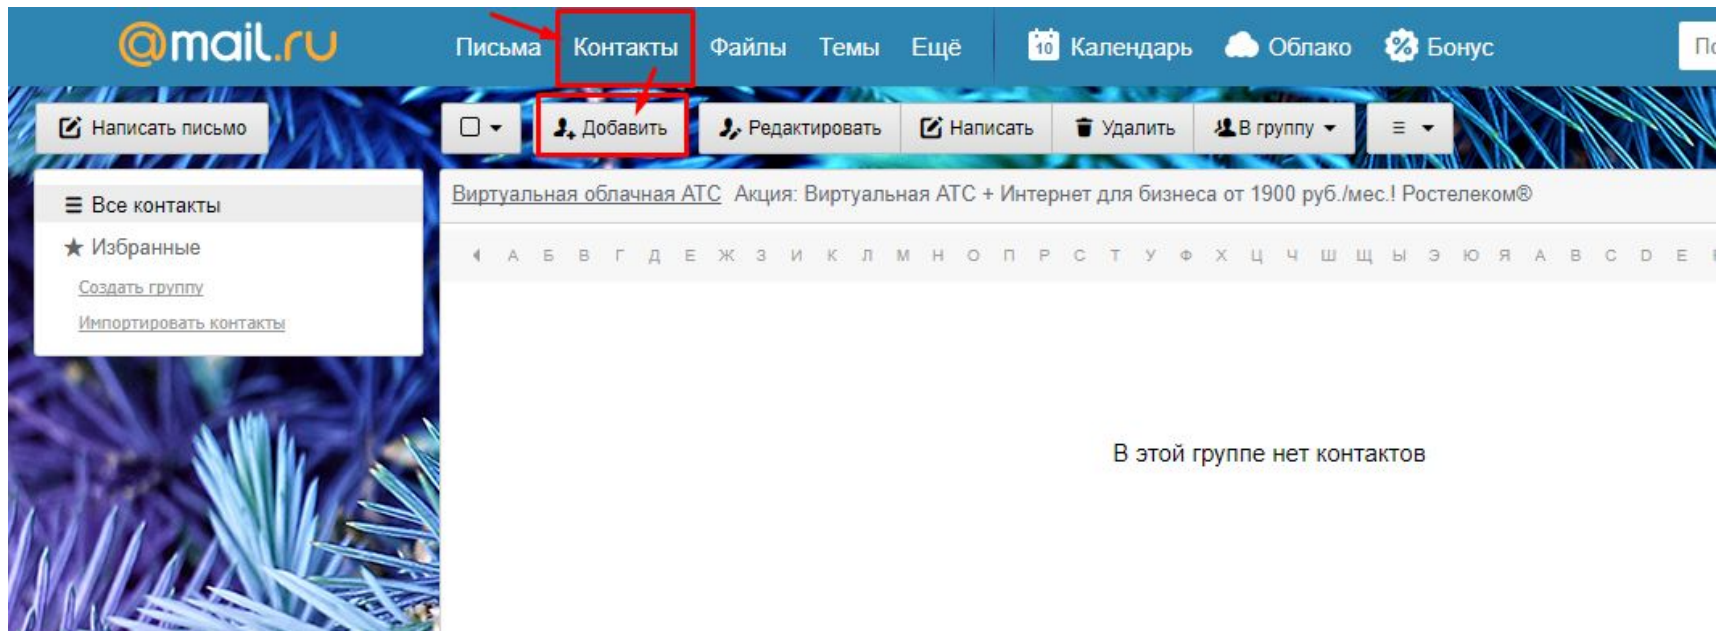 @mail.ru
Письма Контакты Файлы Темы Ещё 10 Календарь Облако % Бонус
Написать письмо
Добавить Редактировать Написать Удалить В группу
Все контакты
Избранные
Создать группу
Импортировать контакты
Виртуальная облачная АТС Акция: Виртуальная АТС + Интернет для бизнеса от 1900 руб./мес.! Ростелеком®
А Б В Г Д Е Ж З И К Л М Н О П Р С Т У Ф Х Ц Ч Ш Щ Ы Э Ю Я A B C D E
В этой группе нет контактов